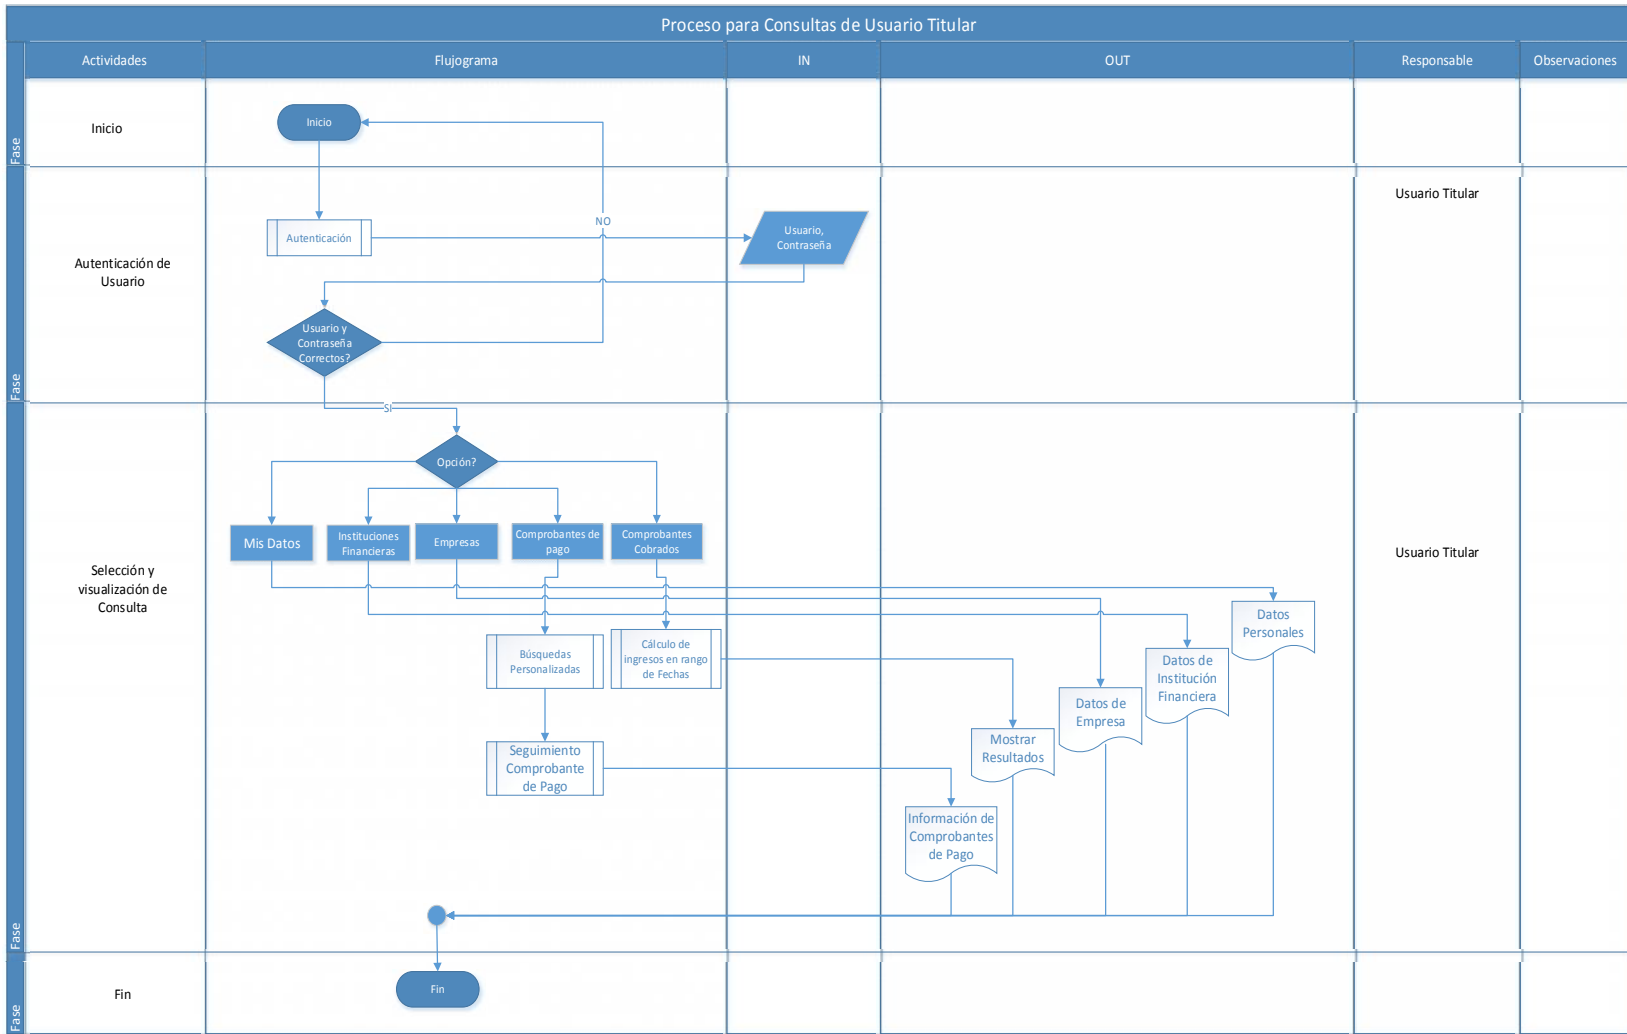 Proceso para Consultas de Usuario Titular
Actividades
Flujograma
IN
OUT
Responsable
Observaciones
Fase
Inicio
Inicio
Fase
Autenticación de
Usuario
Autenticación
NO
Usuario,
Contraseña
Usuario Titular
Usuario y
Contraseña
Correctos?
SI
Fase
Selección y
visualización de
Consulta
Opción?
Mis Datos
Instituciones
Financieras
Empresas
Comprobantes de
pago
Comprobantes
Cobrados
Usuario Titular
Búsquedas
Personalizadas
Cálculo de
ingresos en rango
de Fechas
Datos
Personales
Datos de
Institución
Financiera
Datos de
Empresa
Mostrar
Resultados
Seguimiento
Comprobante
de Pago
Información de
Comprobantes
de Pago
Fase
Fin
Fin